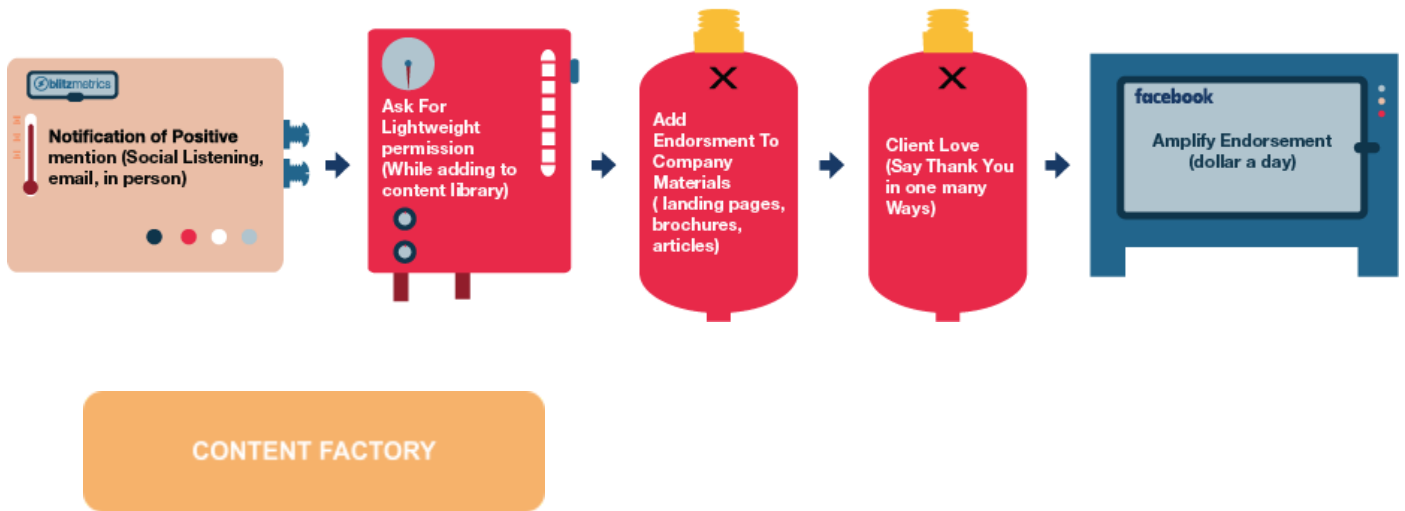 blitzmetrics
Notification of Positive
mention (Social Listening,
email, in person)
Ask For
Lightweight
permission
(While adding to
content library)
Add
Endorsment To
Company
Materials
( landing pages,
brochures,
articles)
Client Love
(Say Thank You
in one many
Ways)
facebook
Amplify Endorsement
(dollar a day)
CONTENT FACTORY